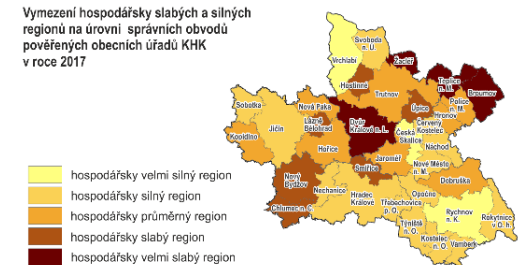 Vymezení hospodářsky slabých a silných
regionů na úrovni správních obvodů
pověřených obecních úřadů KHK
v roce 2017
Svoboda
n. Ú.
Vrchlabí
Žacléř
Teplice
n. M.
Broumov
Hostinné
Trutnov
Police
n. M.
Sobotka
Nová Paka
Úpice
Hronov
Lázně
Bělohrad
Dvůr
Králové n. L.
Červený
Kostelec
Česká
Skalice
Náchod
Kopidlno
Jičín
Hořice
Jaroměř
Nové Město
n. M.
Smiřice
Dobruška
Nový
Bydžov
Nechanice
Hradec
Králové
Třebechovice
p. O.
Opočno
Chlumec n. C.
Rychnov
n. K.
Rokytnice
v O. h.
Týniště
n. O.
Kostelec
n. O.
Vamberk
hospodářsky velmi silný region
hospodářsky silný region
hospodářsky průměrný region
hospodářsky slabý region
hospodářsky velmi slabý region